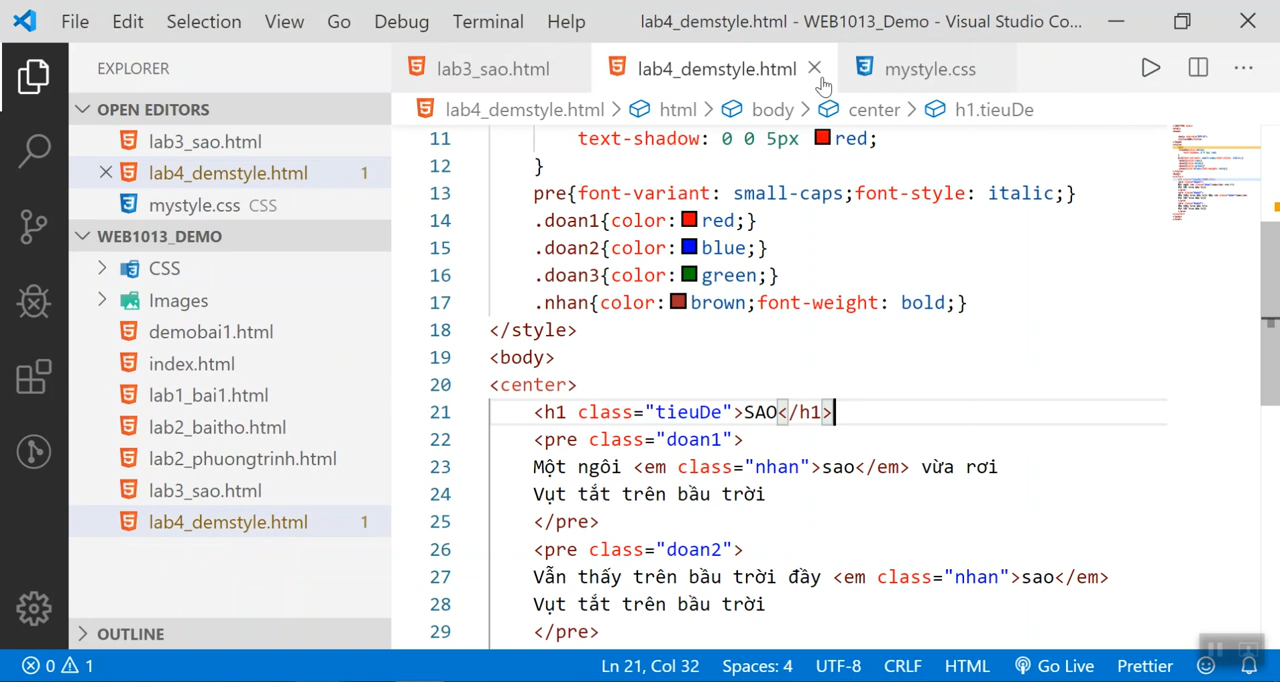 File Edit Selection View Go Debug Terminal Help lab4_demstyle.html - WEB1013_Demo - Visual Studio Co...
EXPLORER
OPEN EDITORS
lab3_sao.html
lab4_demstyle.html 1
mystyle.css CSS
WEB1013_DEMO
CSS
Images
demobai1.html
index.html
lab1_bai1.html
lab2_baitho.html
lab2_phuongtrinh.html
lab3_sao.html
lab4_demstyle.html 1
OUTLINE
lab3_sao.html lab4_demstyle.html mystyle.css
lab4_demstyle.html > html > body > center > h1.tieuDe
11 text-shadow: 0 0 5px red;
12 }
13 pre{font-variant: small-caps;font-style: italic;}
14 .doan1{color:red;}
15 .doan2{color:blue;}
16 .doan3{color:green;}
17 .nhan{color:brown;font-weight: bold;}
18 </style>
19 <body>
20 <center>
21 <h1 class="tieuDe">SAO</h1>
22 <pre class="doan1">
23 Một ngôi <em class="nhan">sao</em> vừa rơi
24 Vụt tắt trên bầu trời
25 </pre>
26 <pre class="doan2">
27 Vẫn thấy trên bầu trời đầy <em class="nhan">sao</em>
28 Vụt tắt trên bầu trời
29 </pre>
0 1 Ln 21, Col 32 Spaces: 4 UTF-8 CRLF HTML Go Live Prettier